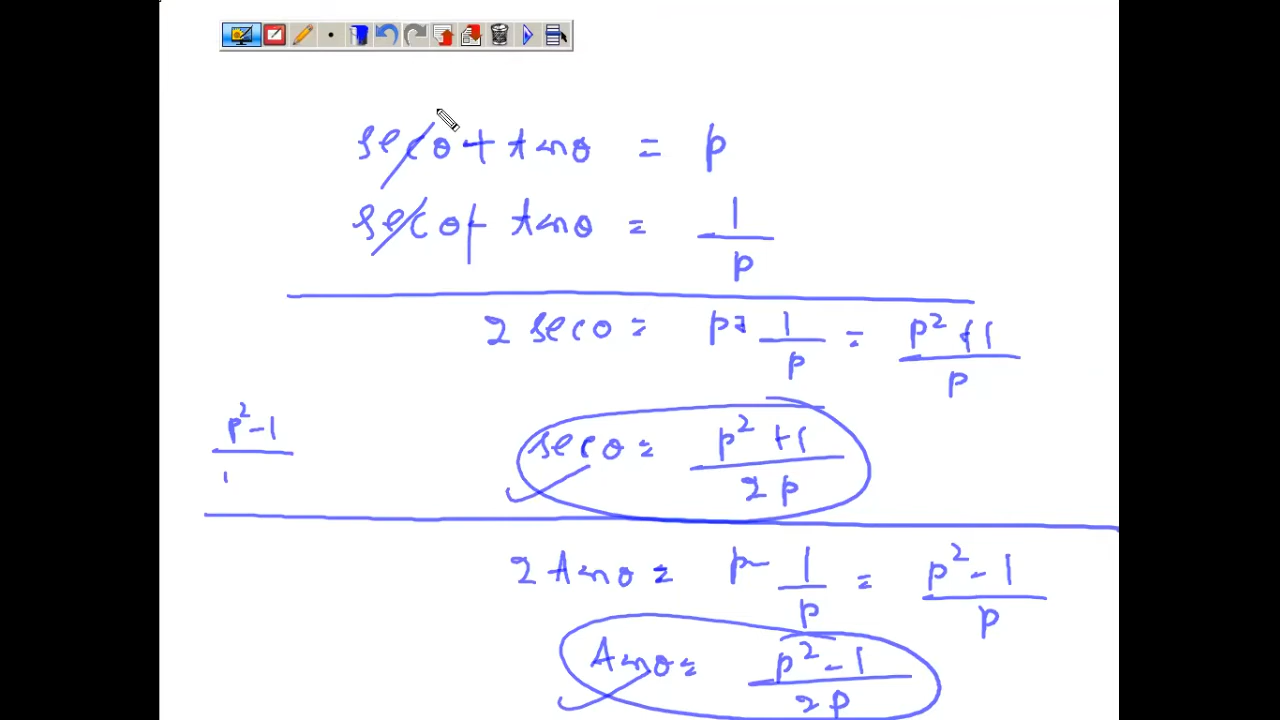 secθ + tanθ = p
secθ - tanθ = 1/p
2 secθ = p + 1/p = (p² + 1)/p
p² - 1
secθ = (p² + 1)/2p
2 tanθ = p - 1/p = (p² - 1)/p
tanθ = (p² - 1)/2p